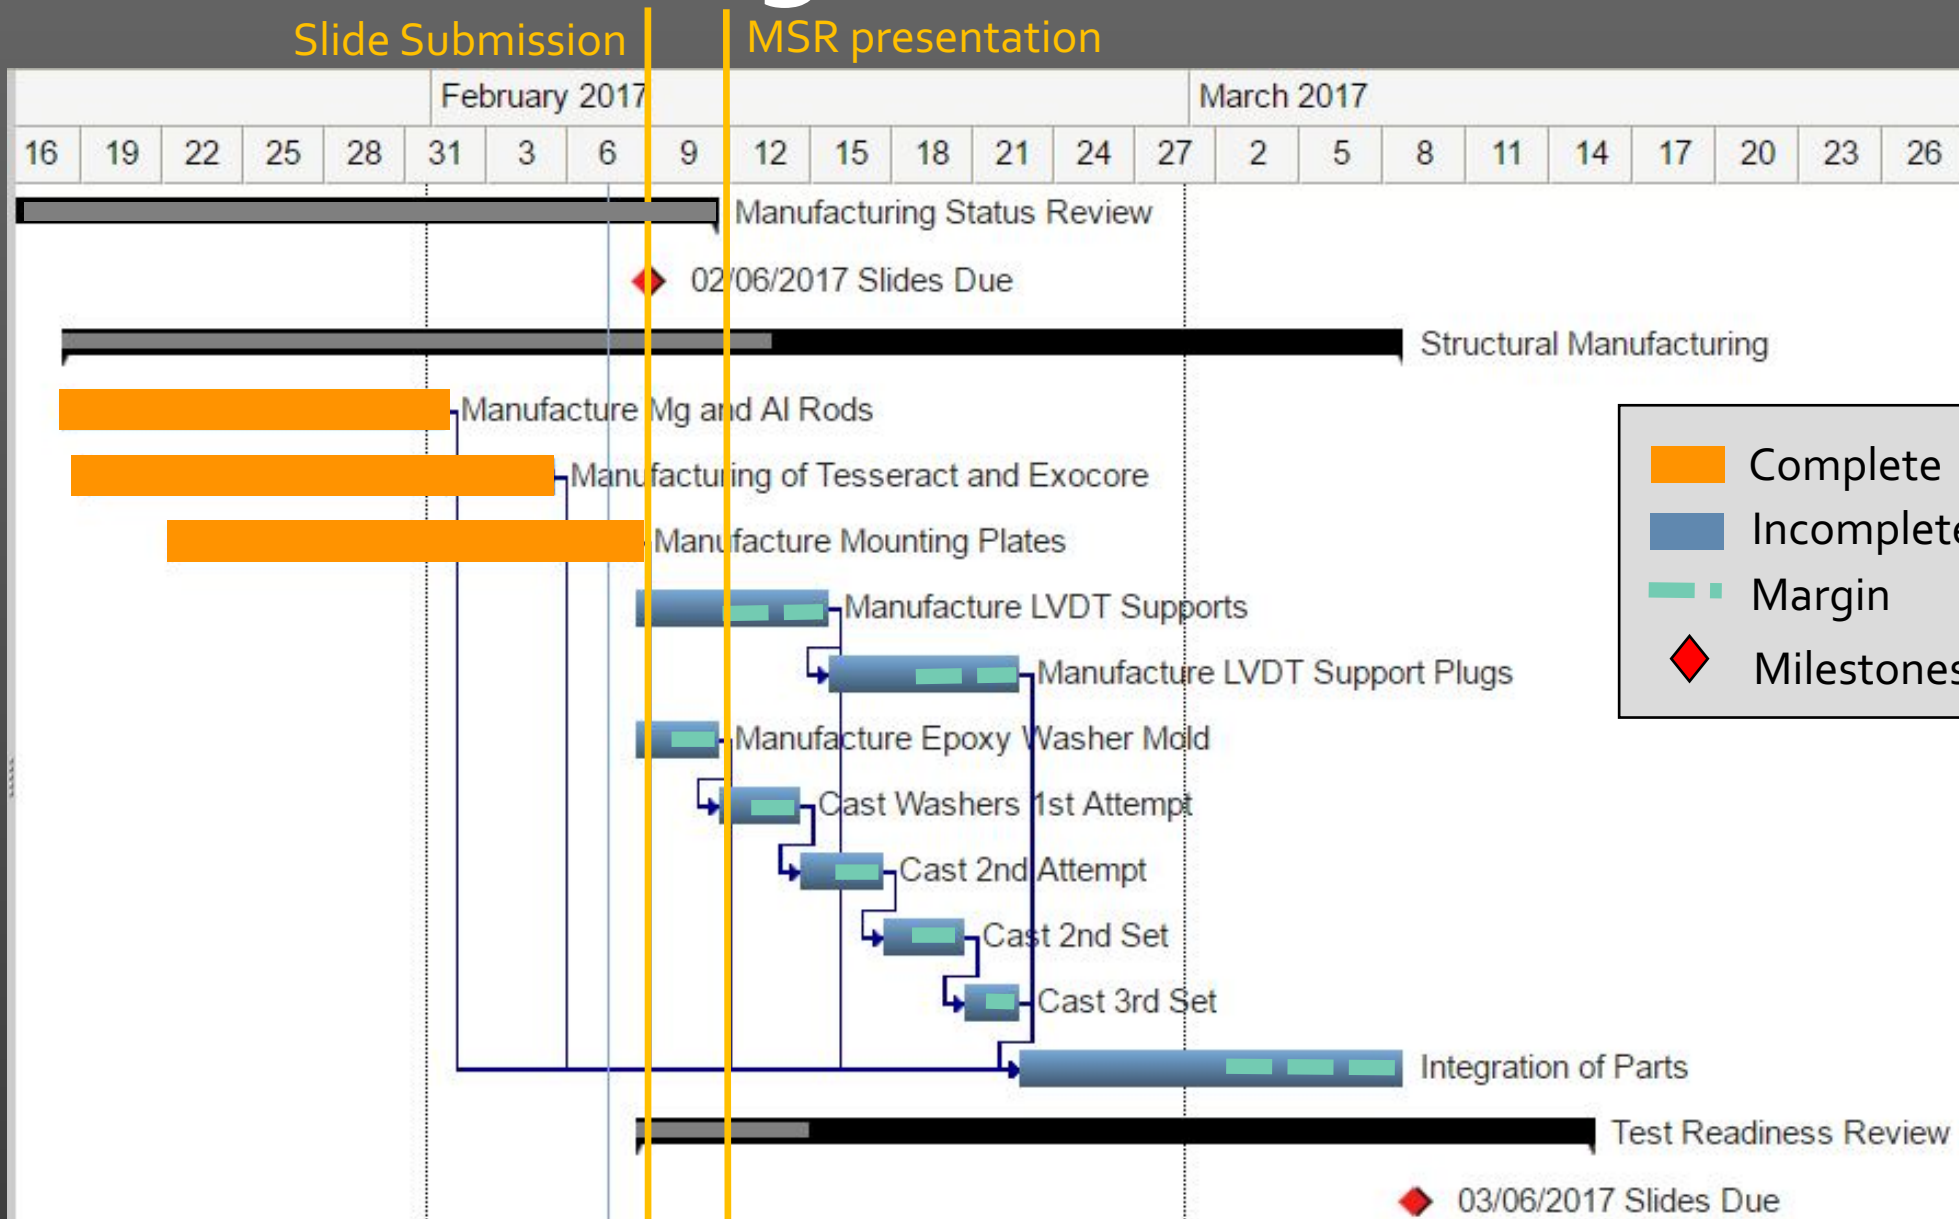 Slide Submission
MSR presentation
February 2017
March 2017
16 19 22 25 28 31 3 6 9 12 15 18 21 24 27 2 5 8 11 14 17 20 23 26
Manufacturing Status Review
02/06/2017 Slides Due
Structural Manufacturing
Manufacture Mg and Al Rods
Manufacturing of Tesseract and Exocore
Manufacture Mounting Plates
Manufacture LVDT Supports
Manufacture LVDT Support Plugs
Manufacture Epoxy Washer Mold
Cast Washers 1st Attempt
Cast 2nd Attempt
Cast 2nd Set
Cast 3rd Set
Integration of Parts
Test Readiness Review
03/06/2017 Slides Due
Complete
Incomplete
Margin
Milestones